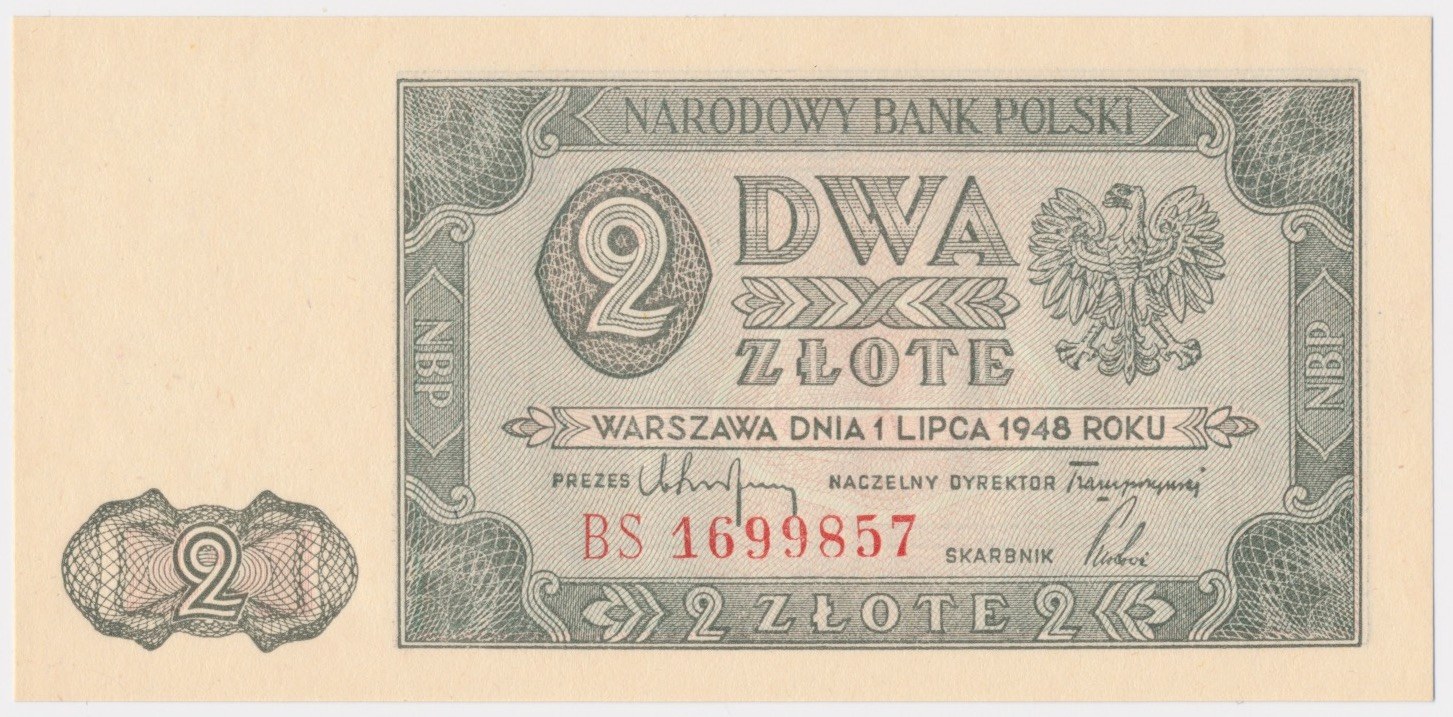 NARODOWY BANK POLSKI
2
DWA
ZŁOTE
NBP
NBP
WARSZAWA DNIA 1 LIPCA 1948 ROKU
PREZES NACZELNY DYREKTOR
BS 1699857
SKARBNIK
2 ZŁOTE 2
2